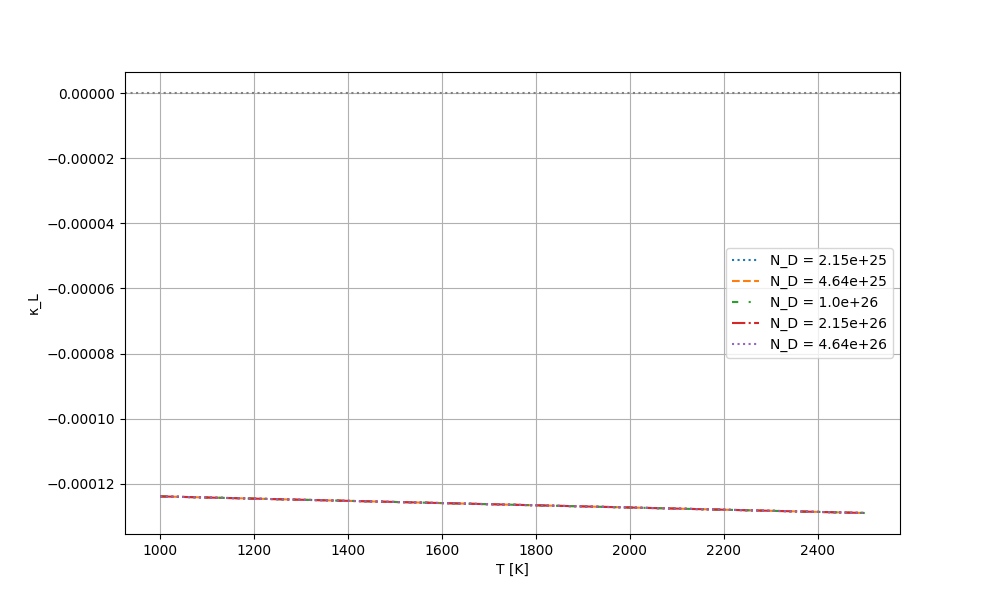 0.00000
−0.00002
−0.00004
−0.00006
−0.00008
−0.00010
−0.00012
κ_L
N_D = 2.15e+25
N_D = 4.64e+25
N_D = 1.0e+26
N_D = 2.15e+26
N_D = 4.64e+26
1000 1200 1400 1600 1800 2000 2200 2400
T [K]